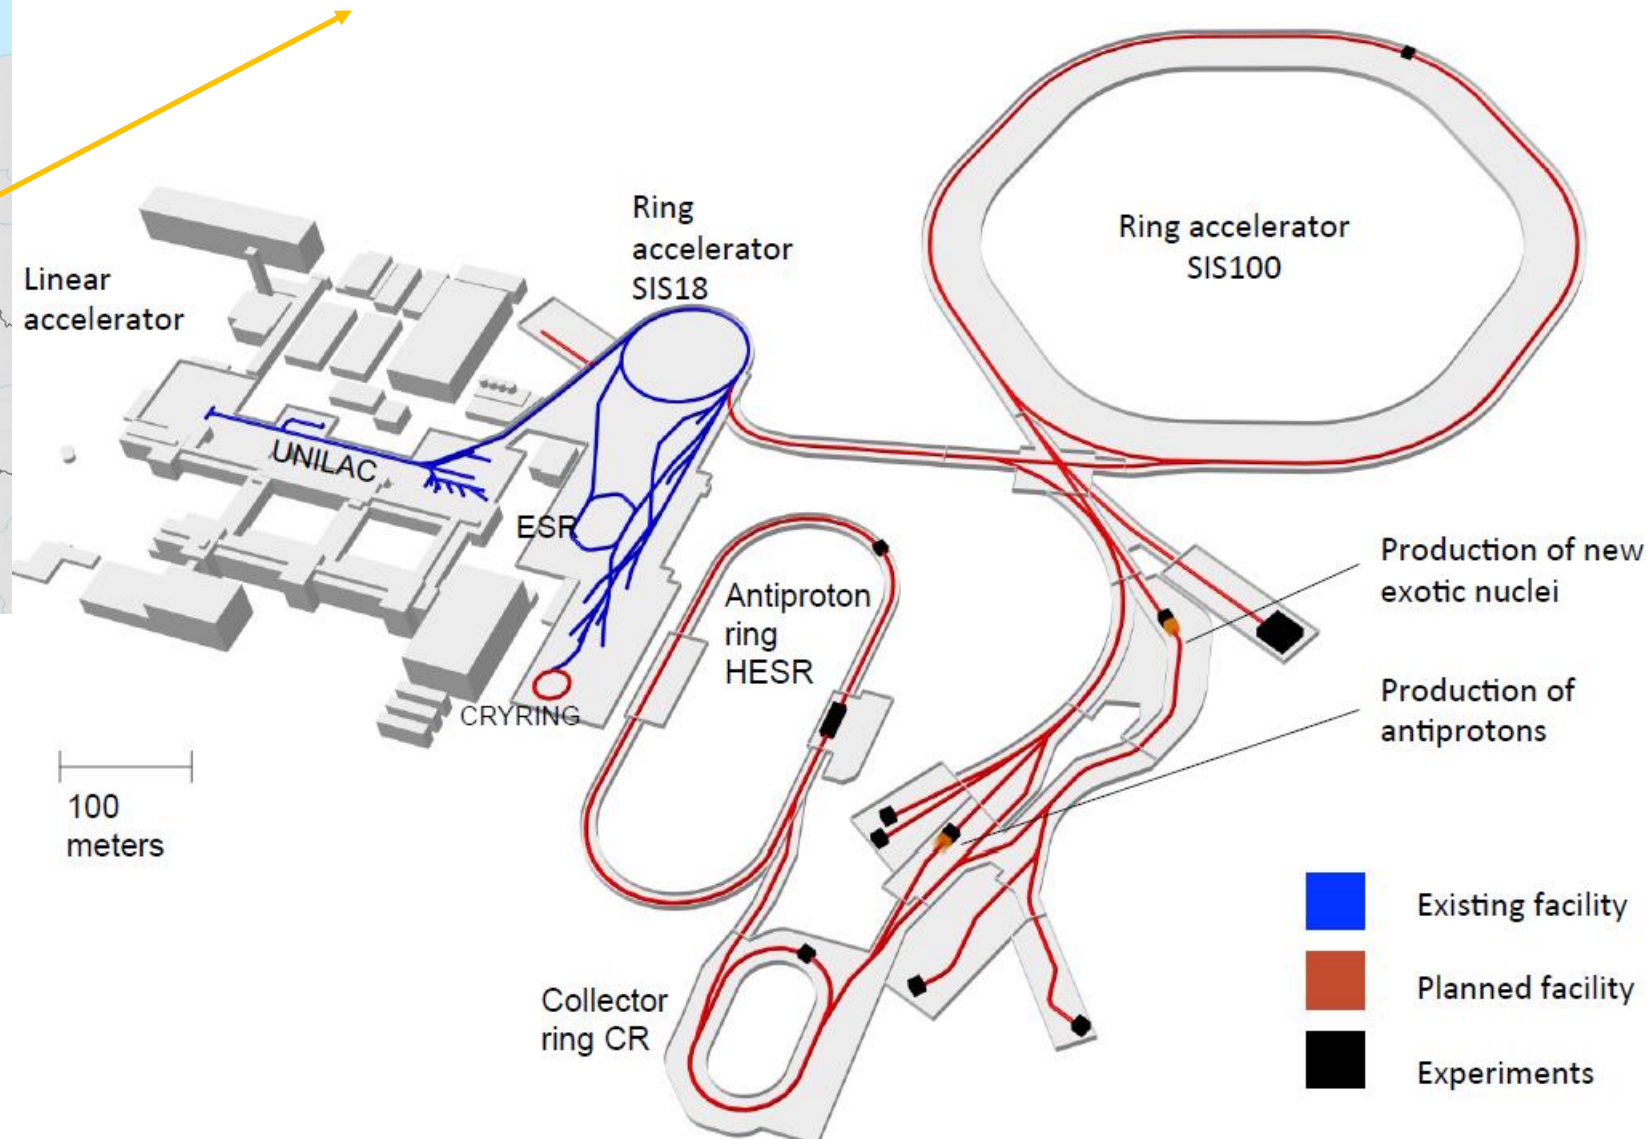 Linear
accelerator
Ring
accelerator
SIS18
Ring accelerator
SIS100
UNILAC
ESR
CRYRING
Antiproton
ring
HESR
Production of new
exotic nuclei
Production of
antiprotons
100
meters
Collector
ring CR
Existing facility
Planned facility
Experiments